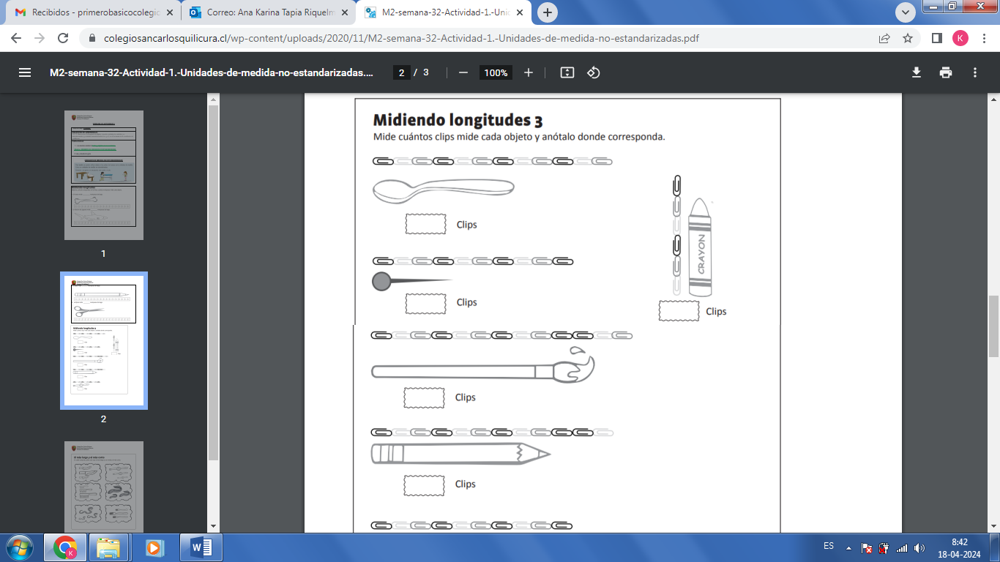 Recibidos - primerobasicocolegic
Correo: Ana Karina Tapia Riquelm
M2-semana-32-Actividad-1.-Unic
colegiosancarlosquilicura.cl/wp-content/uploads/2020/11/M2-semana-32-Actividad-1.-Unidades-de-medida-no-estandarizadas.pdf
K
M2-semana-32-Actividad-1.-Unidades-de-medida-no-estandarizadas....
2 / 3
100%
1
2
Midiendo longitudes 3
Mide cuántos clips mide cada objeto y anótalo donde corresponda.
Clips
Clips
CRAYON
Clips
Clips
Clips
K
W
ES
8:42
18-04-2024